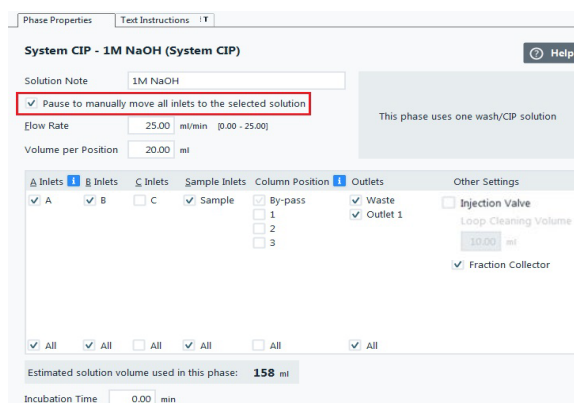 Phase Properties Text Instructions T
System CIP - 1M NaOH (System CIP)
Help
Solution Note 1M NaOH
Pause to manually move all inlets to the selected solution
This phase uses one wash/CIP solution
Flow Rate 25.00 ml/min [0.00 - 25.00]
Volume per Position 20.00 ml
A Inlets i B Inlets C Inlets Sample Inlets Column Position i Outlets Other Settings
A B C Sample By-pass Waste Injection Valve
1 Outlet 1 Loop Cleaning Volume
2 10.00 ml
3 Fraction Collector
All All All All All All
Estimated solution volume used in this phase: 158 ml
Incubation Time 0.00 min